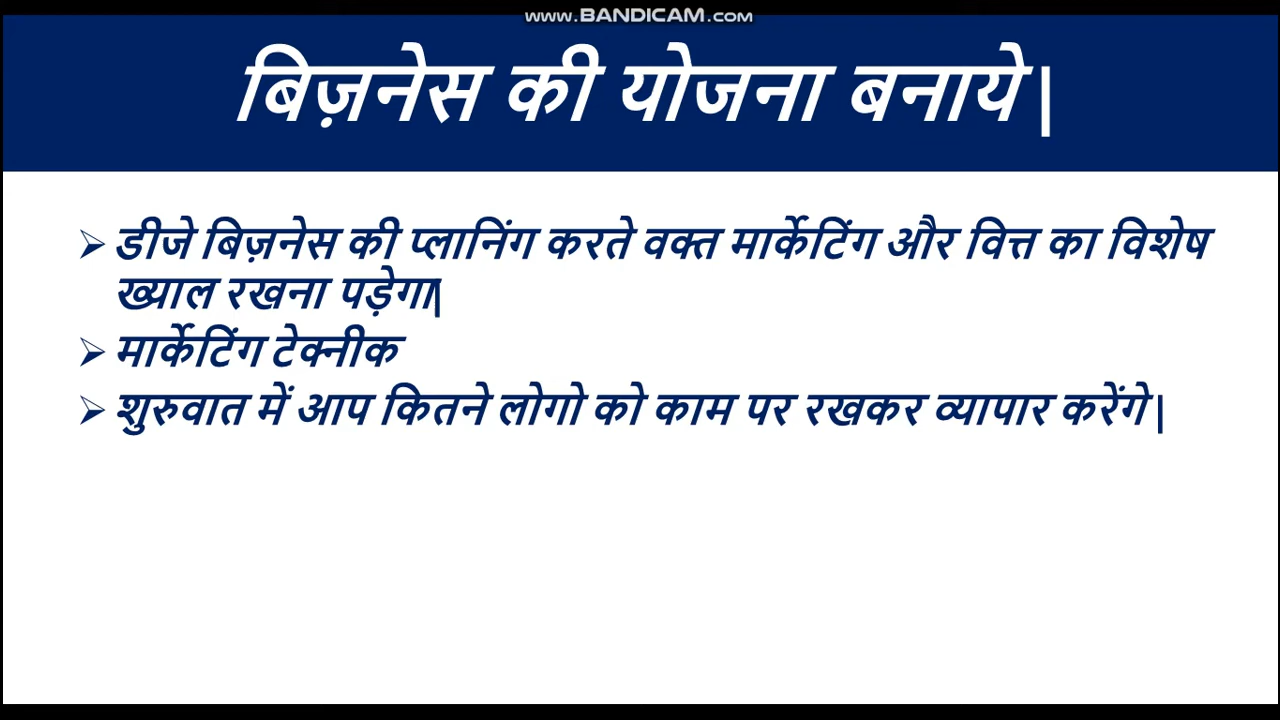 www.BANDICAM.com
बिज़नेस की योजना बनाये|
➢ डीजे बिज़नेस की प्लानिंग करते वक्त मार्केटिंग और वित्त का विशेष
ख्याल रखना पड़ेगा|
➢ मार्केटिंग टेक्नीक
➢ शुरुवात में आप कितने लोगो को काम पर रखकर व्यापार करेंगे|